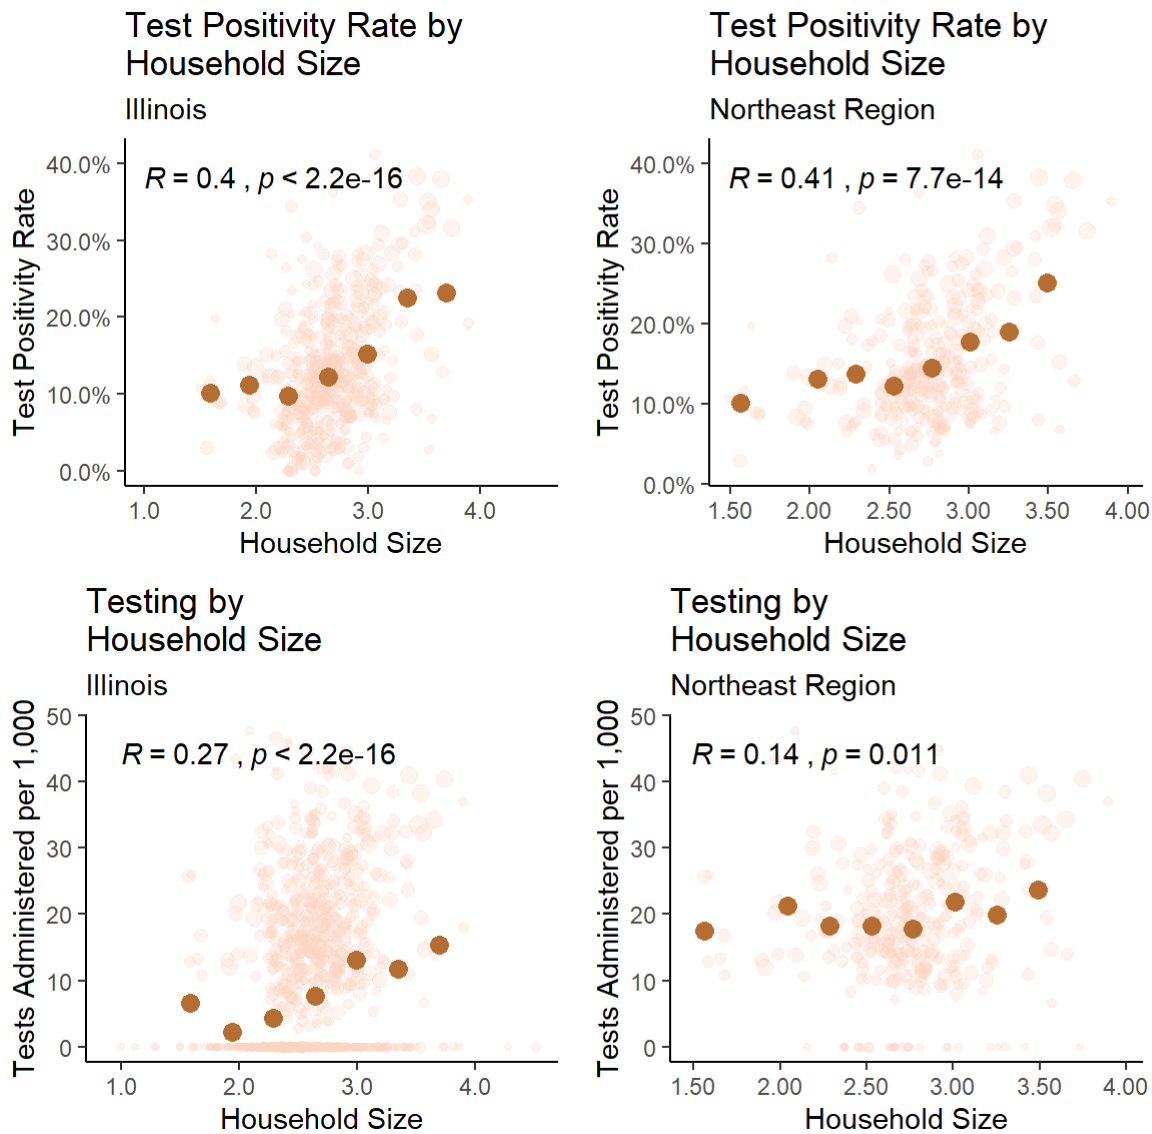 Test Positivity Rate by
Household Size
Illinois
R = 0.4 , p < 2.2e-16
Test Positivity Rate
40.0%
30.0%
20.0%
10.0%
0.0%
1.0 2.0 3.0 4.0
Household Size
Test Positivity Rate by
Household Size
Northeast Region
R = 0.41 , p = 7.7e-14
Test Positivity Rate
40.0%
30.0%
20.0%
10.0%
0.0%
1.50 2.00 2.50 3.00 3.50 4.00
Household Size
Testing by
Household Size
Illinois
R = 0.27 , p < 2.2e-16
Tests Administered per 1,000
50
40
30
20
10
0
1.0 2.0 3.0 4.0
Household Size
Testing by
Household Size
Northeast Region
R = 0.14 , p = 0.011
Tests Administered per 1,000
50
40
30
20
10
0
1.50 2.00 2.50 3.00 3.50 4.00
Household Size